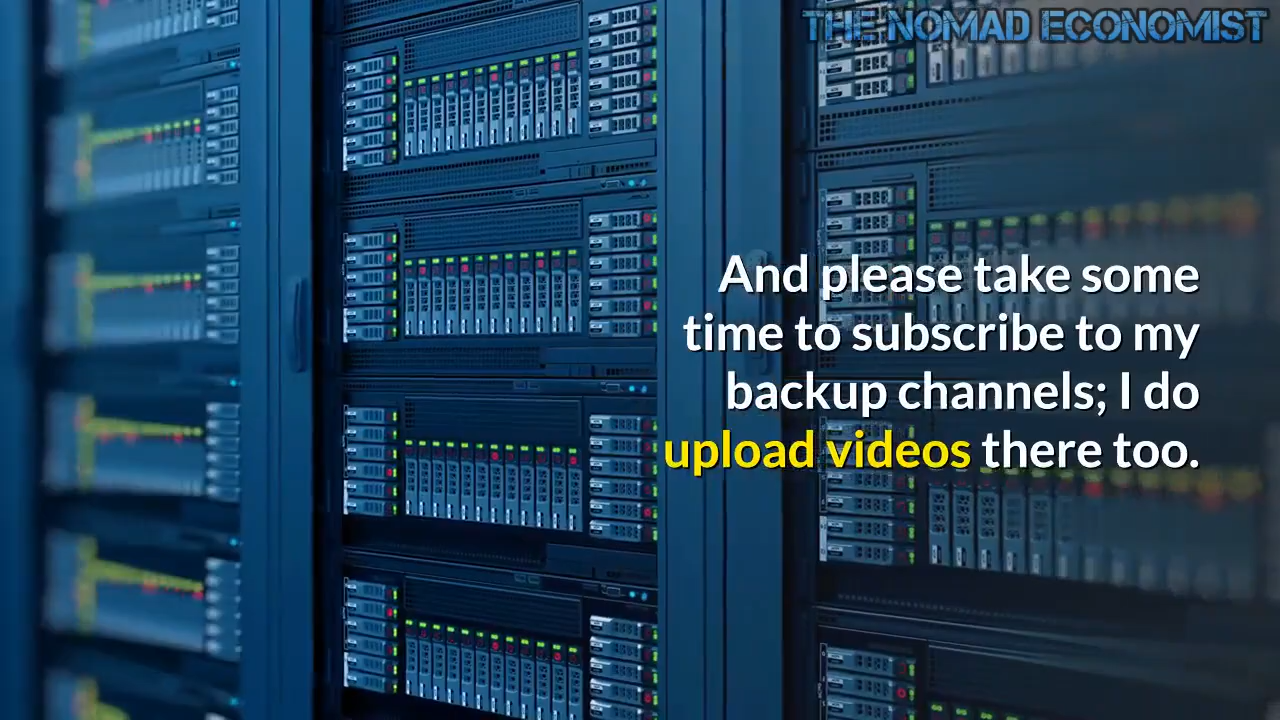 THE NOMAD ECONOMIST
And please take some
time to subscribe to my
backup channels; I do
upload videos there too.